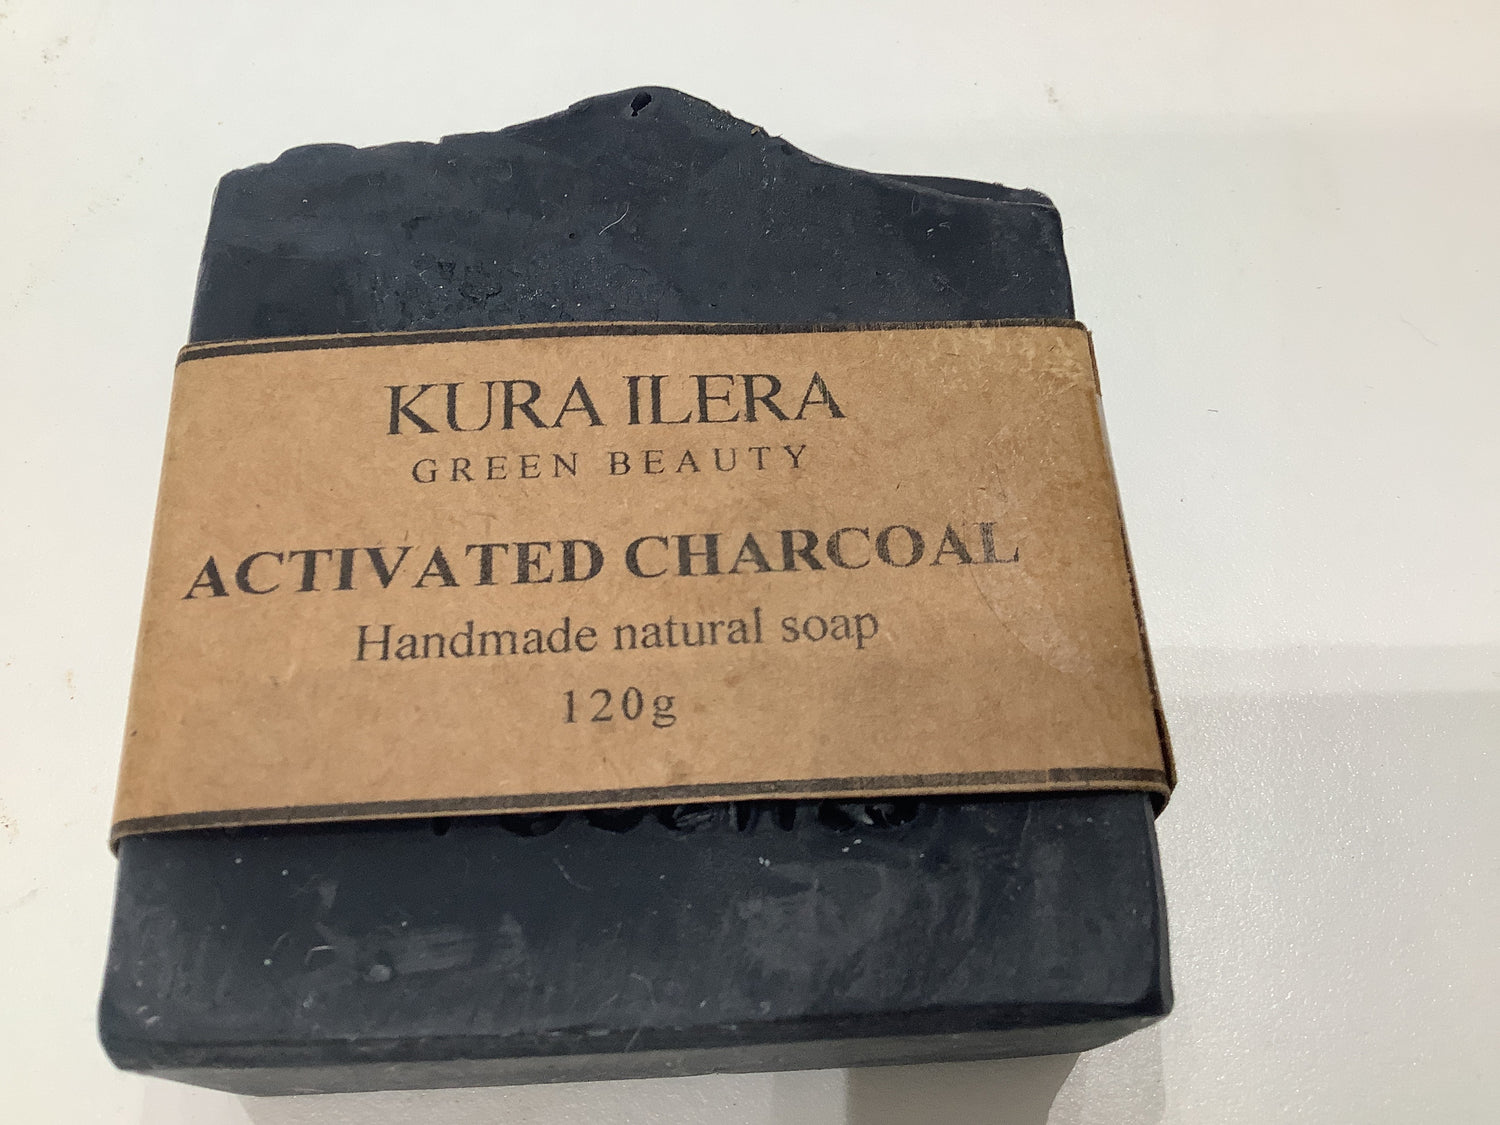 KURA ILERA
GREEN BEAUTY
ACTIVATED CHARCOAL
Handmade natural soap
120g